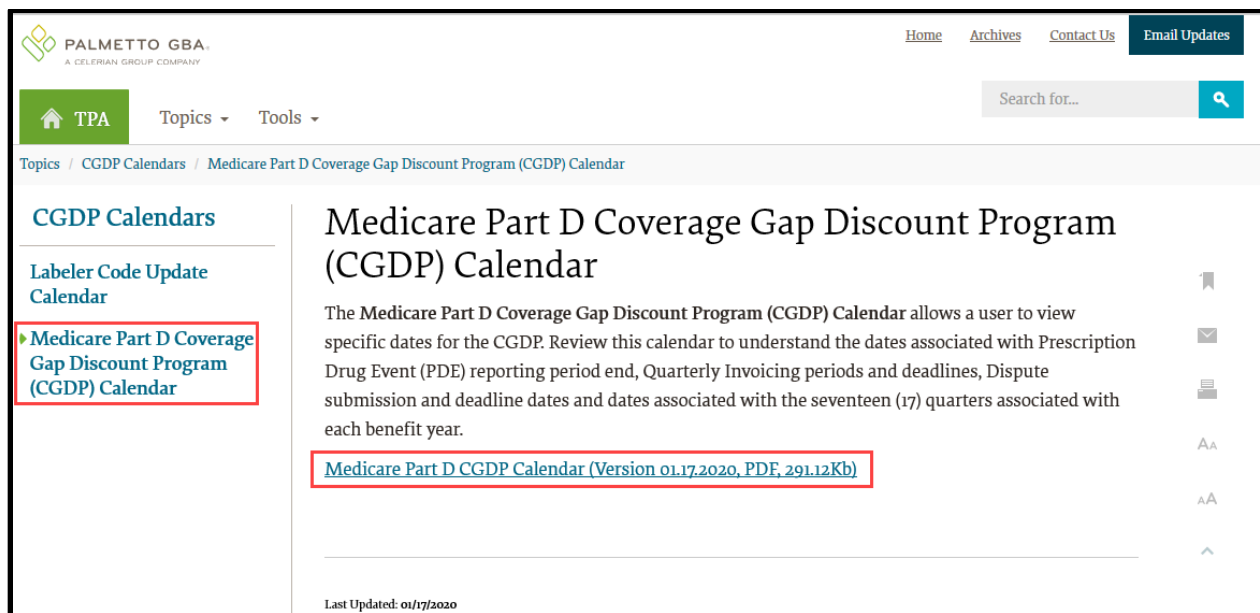 PALMETTO GBA.
A CELERIAN GROUP COMPANY
Home Archives Contact Us Email Updates
Search for...
TPA Topics Tools
Topics / CGDP Calendars / Medicare Part D Coverage Gap Discount Program (CGDP) Calendar
CGDP Calendars
Labeler Code Update
Calendar
Medicare Part D Coverage
Gap Discount Program
(CGDP) Calendar
Medicare Part D Coverage Gap Discount Program
(CGDP) Calendar
The Medicare Part D Coverage Gap Discount Program (CGDP) Calendar allows a user to view
specific dates for the CGDP. Review this calendar to understand the dates associated with Prescription
Drug Event (PDE) reporting period end, Quarterly Invoicing periods and deadlines, Dispute
submission and deadline dates and dates associated with the seventeen (17) quarters associated with
each benefit year.
Medicare Part D CGDP Calendar (Version 01.17.2020, PDF, 291.12Kb)
AA
AA
Last Updated: 01/17/2020